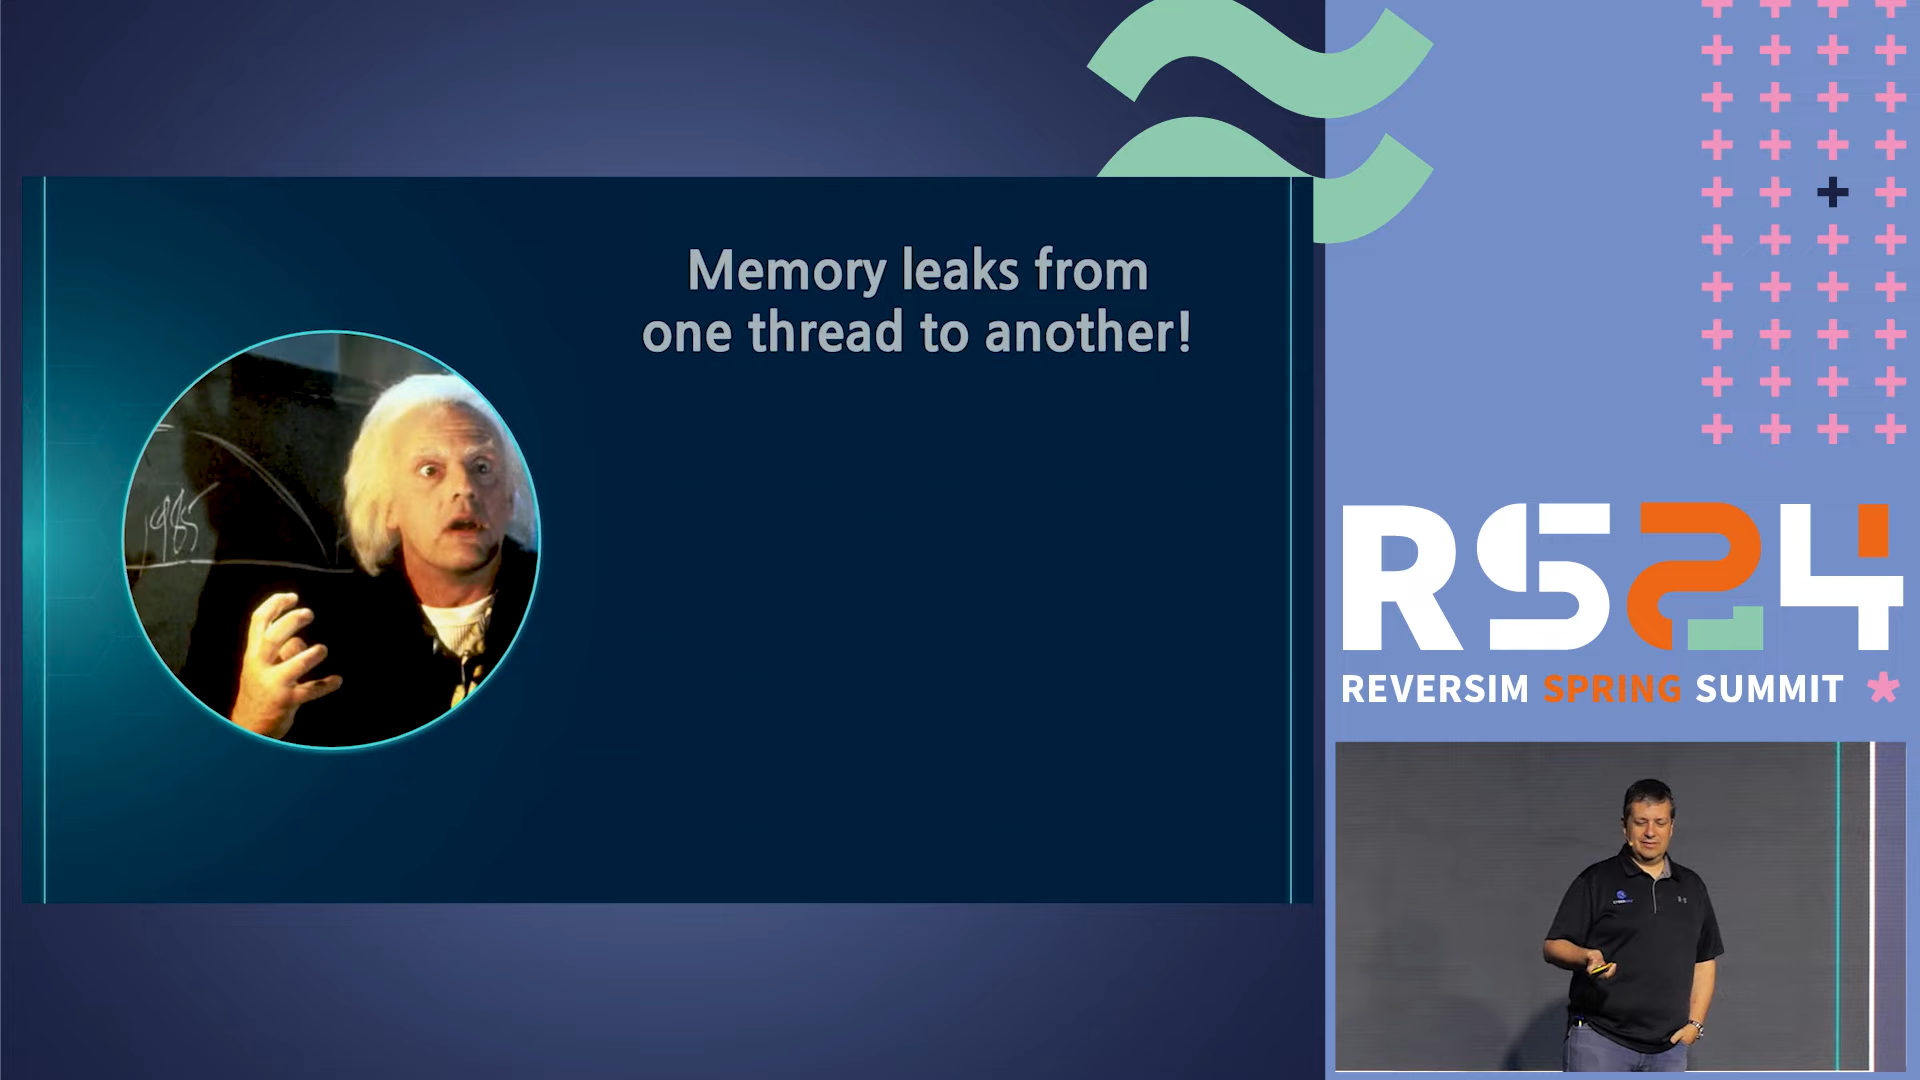 Memory leaks from
one thread to another!
1985
RS24
REVERSIM SPRING SUMMIT